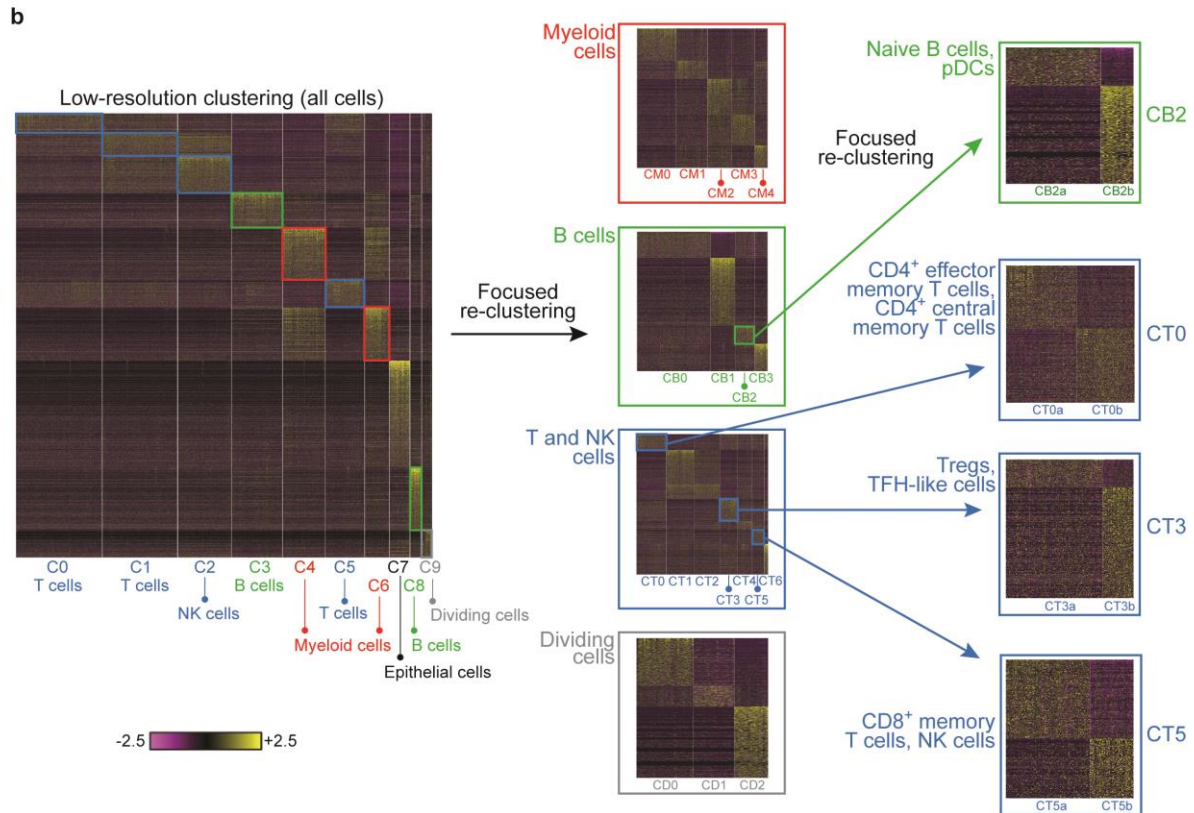 b
Low-resolution clustering (all cells)
C0
T cells
C1
T cells
C2
NK cells
C3
B cells
C4
C5
T cells
C6
Myeloid cells
C7
Epithelial cells
C8
B cells
C9
Dividing cells
-2.5
+2.5
Focused
re-clustering
Myeloid
cells
CM0
CM1
CM2
CM3
CM4
B cells
CB0
CB1
CB2
CB3
T and NK
cells
CT0
CT1
CT2
CT3
CT4
CT5
CT6
Dividing
cells
CD0
CD1
CD2
Focused
re-clustering
Naive B cells,
pDCs
CB2
CB2a
CB2b
CD4⁺ effector
memory T cells,
CD4⁺ central
memory T cells
CT0
CT0a
CT0b
Tregs,
TFH-like cells
CT3
CT3a
CT3b
CD8⁺ memory
T cells, NK cells
CT5
CT5a
CT5b